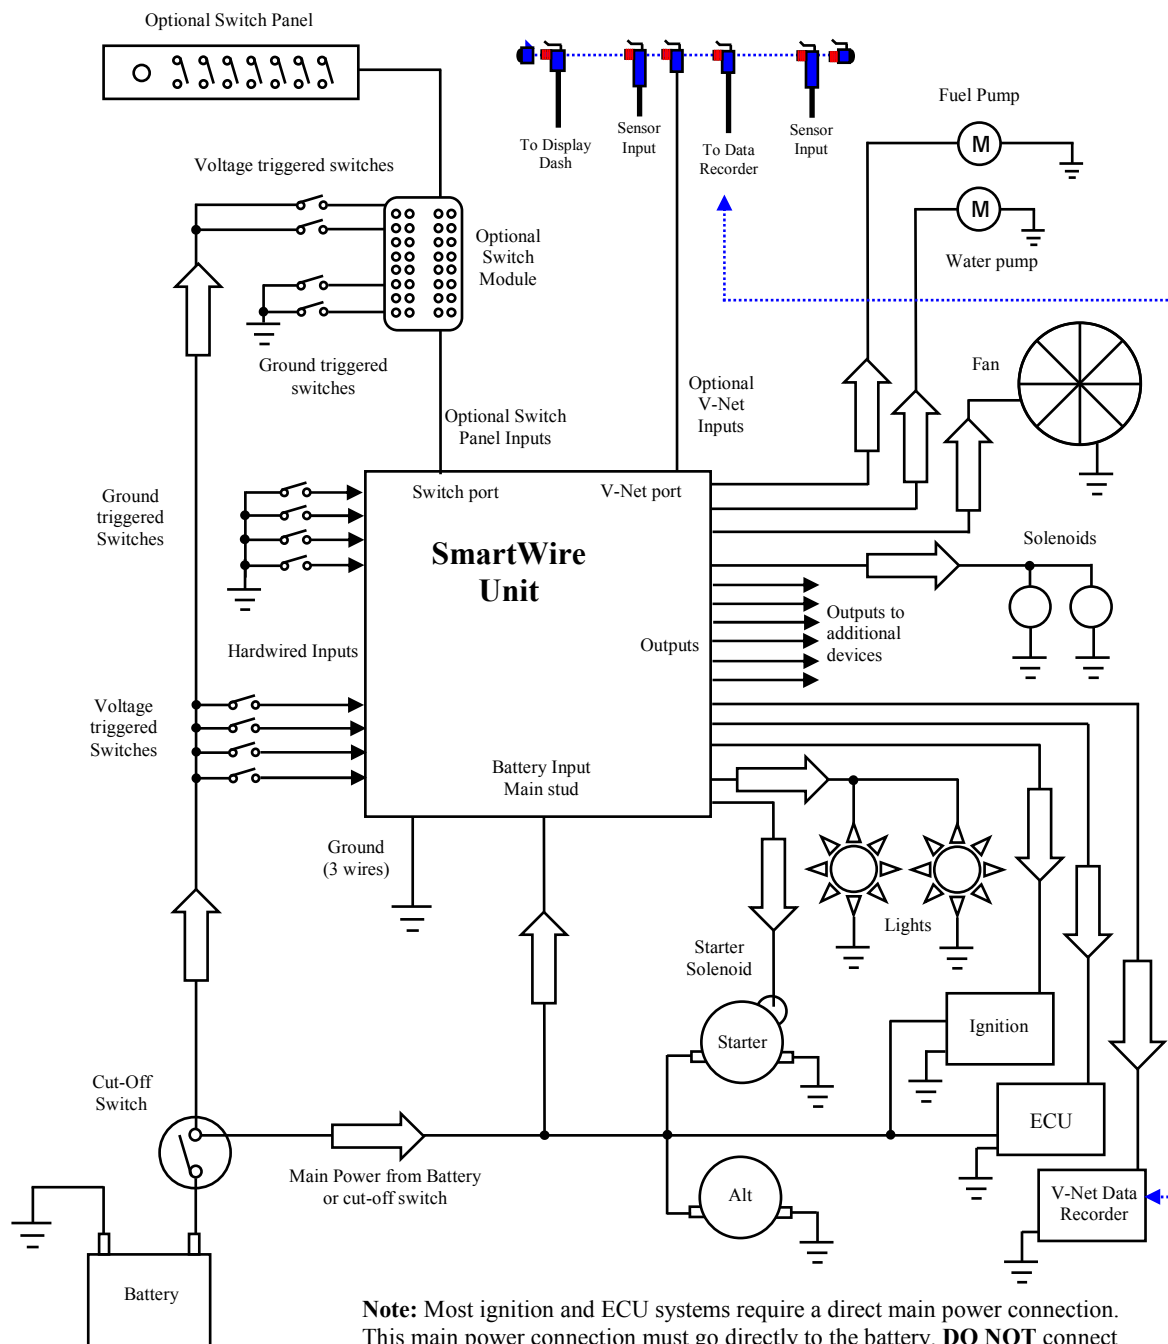 Optional Switch Panel
To Display
Dash
Sensor
Input
To Data
Recorder
Sensor
Input
Fuel Pump
M
M
Water pump
Voltage triggered switches
Optional
Switch
Module
Ground triggered
switches
Fan
Optional
V-Net
Inputs
Optional Switch
Panel Inputs
Ground
triggered
Switches
Switch port
V-Net port
SmartWire
Unit
Solenoids
Outputs to
additional
devices
Outputs
Hardwired Inputs
Voltage
triggered
Switches
Battery Input
Main stud
Ground
(3 wires)
Lights
Starter
Solenoid
Starter
Ignition
Cut-Off
Switch
ECU
Main Power from Battery
or cut-off switch
Alt
V-Net Data
Recorder
Battery
Note: Most ignition and ECU systems require a direct main power connection.
This main power connection must go directly to the battery. DO NOT connect